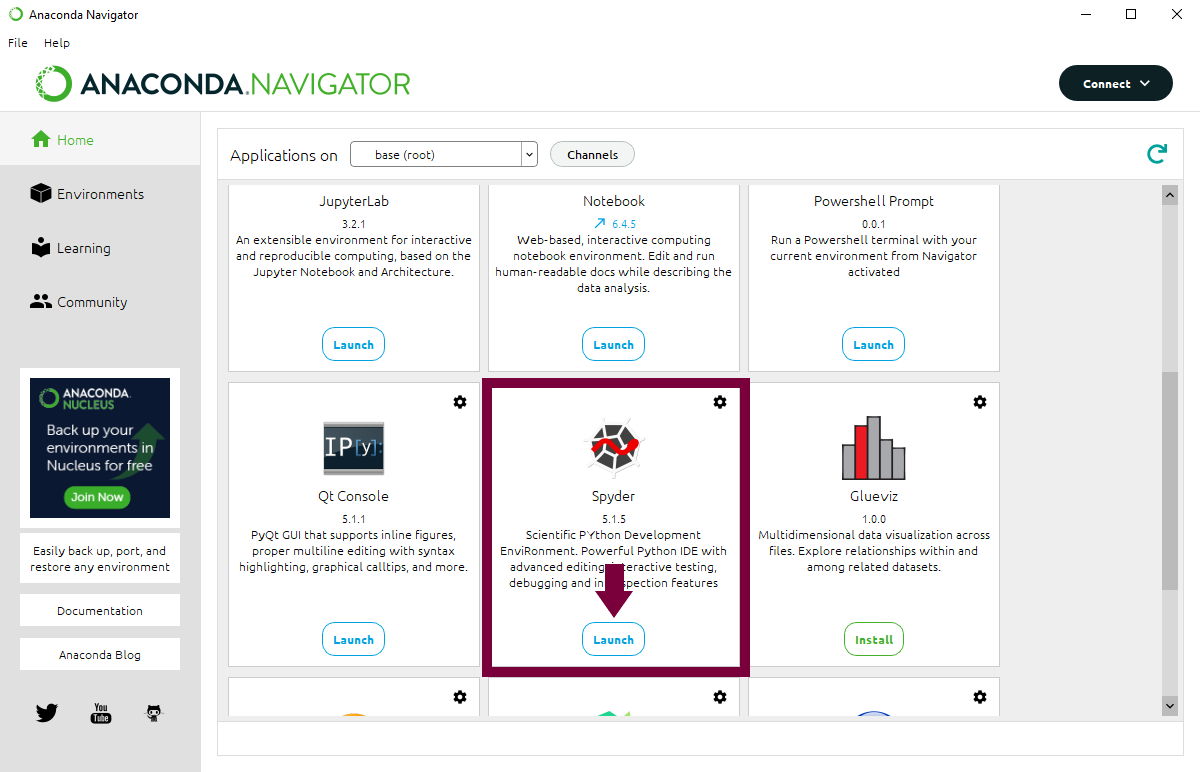 Anaconda Navigator
File Help
ANACONDA.NAVIGATOR
Connect
Home
Environments
Learning
Community
ANACONDA.
NUCLEUS
Back up your
environments in
Nucleus for free
Join Now
Easily back up, port, and
restore any environment
Documentation
Anaconda Blog
You
Tube
Applications on base (root) Channels
JupyterLab
3.2.1
An extensible environment for interactive
and reproducible computing, based on the
Jupyter Notebook and Architecture.
Launch
Notebook
6.4.5
Web-based, interactive computing
notebook environment. Edit and run
human-readable docs while describing the
data analysis.
Launch
Powershell Prompt
0.0.1
Run a Powershell terminal with your
current environment from Navigator
activated
Launch
IP[y]:
Qt Console
5.1.1
PyQt GUI that supports inline figures,
proper multiline editing with syntax
highlighting, graphical calltips, and more.
Launch
Spyder
5.1.5
Scientific PYthon Development
EnviRonment. Powerful Python IDE with
advanced editing, interactive testing,
debugging and in spection features
Launch
Glueviz
1.0.0
Multidimensional data visualization across
files. Explore relationships within and
among related datasets.
Install